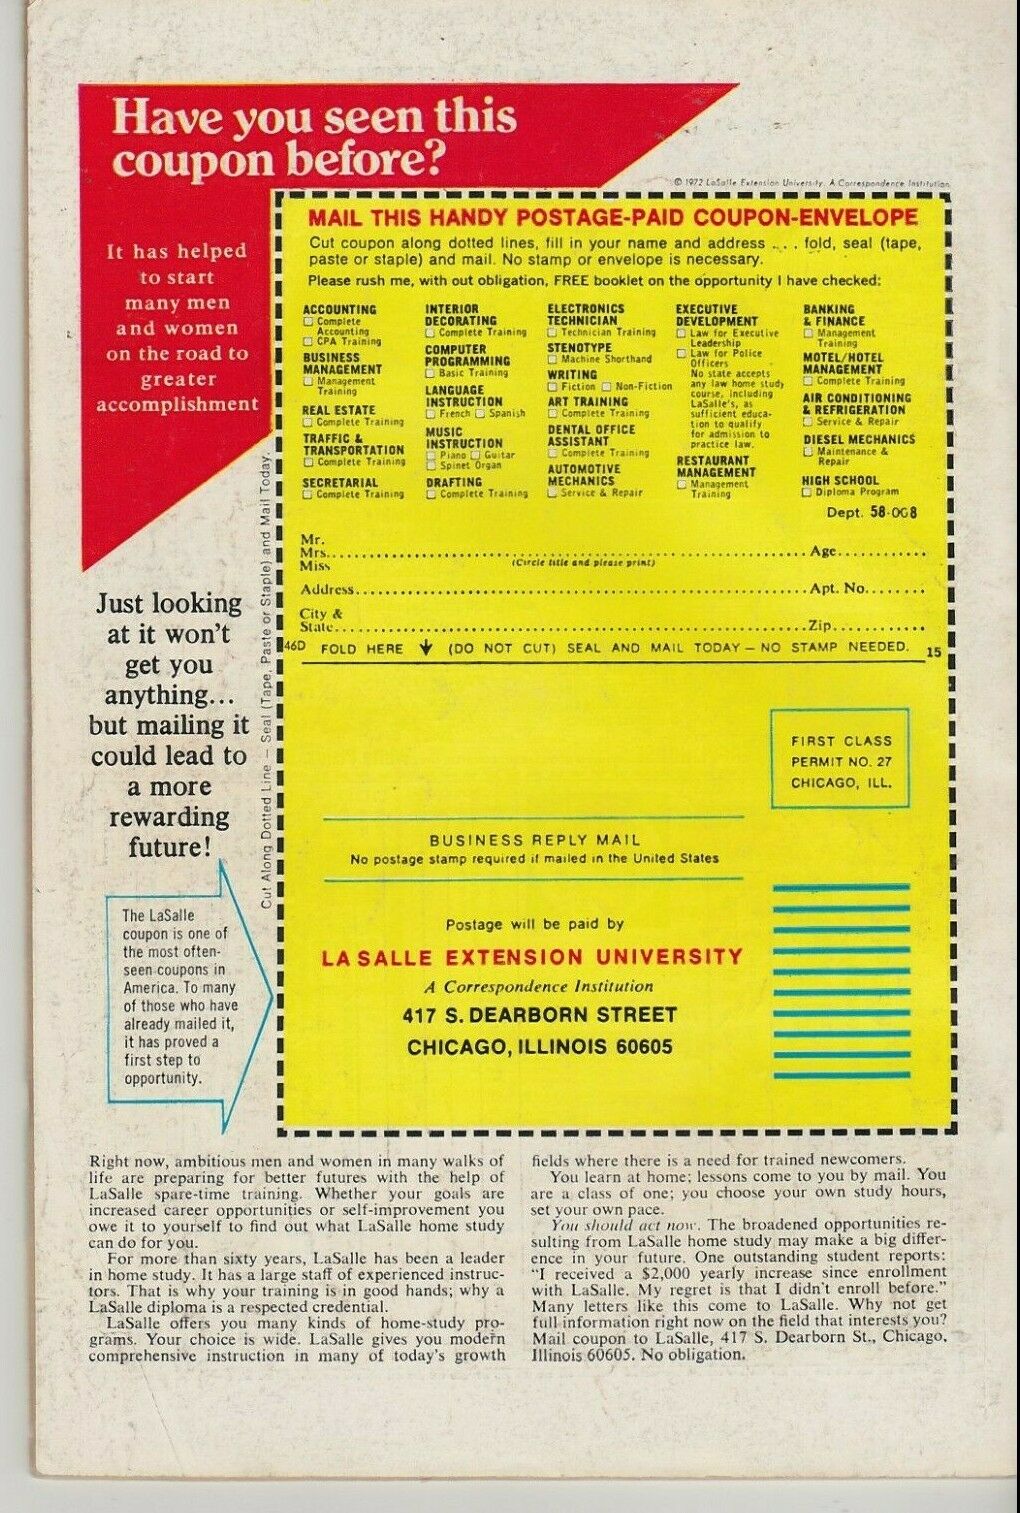 Have you seen this
coupon before?
© 1972 LaSalle Extension University. A Correspondence Institution
It has helped
to start
many men
and women
on the road to
greater
accomplishment
Just looking
at it won't
get you
anything...
but mailing it
could lead to
a more
rewarding
future!
The LaSalle
coupon is one of
the most often-
seen coupons in
America. To many
of those who have
already mailed it,
it has proved a
first step to
opportunity.
Cut Along Dotted Line – Seal (Tape, Paste or Staple) and Mail Today.
MAIL THIS HANDY POSTAGE-PAID COUPON-ENVELOPE
Cut coupon along dotted lines, fill in your name and address ... fold, seal (tape,
paste or staple) and mail. No stamp or envelope is necessary.
Please rush me, with out obligation, FREE booklet on the opportunity I have checked:
ACCOUNTING
Complete
Accounting
CPA Training
BUSINESS
MANAGEMENT
Management
Training
REAL ESTATE
Complete Training
TRAFFIC &
TRANSPORTATION
Complete Training
SECRETARIAL
Complete Training
INTERIOR
DECORATING
Complete Training
COMPUTER
PROGRAMMING
Basic Training
LANGUAGE
INSTRUCTION
French Spanish
MUSIC
INSTRUCTION
Piano Guitar
Spinet Organ
DRAFTING
Complete Training
ELECTRONICS
TECHNICIAN
Technician Training
STENOTYPE
Machine Shorthand
WRITING
Fiction Non-Fiction
ART TRAINING
Complete Training
DENTAL OFFICE
ASSISTANT
Complete Training
AUTOMOTIVE
MECHANICS
Service & Repair
EXECUTIVE
DEVELOPMENT
Law for Executive
Leadership
Law for Police
Officers
No state accepts
any law home study
course, including
LaSalle's, as
sufficient educa-
tion to qualify
for admission to
practice law.
RESTAURANT
MANAGEMENT
Management
Training
BANKING
& FINANCE
Management
Training
MOTEL/HOTEL
MANAGEMENT
Complete Training
AIR CONDITIONING
& REFRIGERATION
Service & Repair
DIESEL MECHANICS
Maintenance &
Repair
HIGH SCHOOL
Diploma Program
Dept. 58-008
Mr.
Mrs. Age
Miss (Circle title and please print)
Address Apt. No.
City &
State Zip
46D FOLD HERE (DO NOT CUT) SEAL AND MAIL TODAY – NO STAMP NEEDED. 15
FIRST CLASS
PERMIT NO. 27
CHICAGO, ILL.
BUSINESS REPLY MAIL
No postage stamp required if mailed in the United States
Postage will be paid by
LA SALLE EXTENSION UNIVERSITY
A Correspondence Institution
417 S. DEARBORN STREET
CHICAGO, ILLINOIS 60605
Right now, ambitious men and women in many walks of
life are preparing for better futures with the help of
LaSalle spare-time training. Whether your goals are
increased career opportunities or self-improvement you
owe it to yourself to find out what LaSalle home study
can do for you.
For more than sixty years, LaSalle has been a leader
in home study. It has a large staff of experienced instruc-
tors. That is why your training is in good hands; why a
LaSalle diploma is a respected credential.
LaSalle offers you many kinds of home-study pro-
grams. Your choice is wide. LaSalle gives you modern
comprehensive instruction in many of today's growth
fields where there is a need for trained newcomers.
You learn at home; lessons come to you by mail. You
are a class of one; you choose your own study hours,
set your own pace.
You should act now. The broadened opportunities re-
sulting from LaSalle home study may make a big differ-
ence in your future. One outstanding student reports:
"I received a $2,000 yearly increase since enrollment
with LaSalle. My regret is that I didn't enroll before."
Many letters like this come to LaSalle. Why not get
full information right now on the field that interests you?
Mail coupon to LaSalle, 417 S. Dearborn St., Chicago,
Illinois 60605. No obligation.